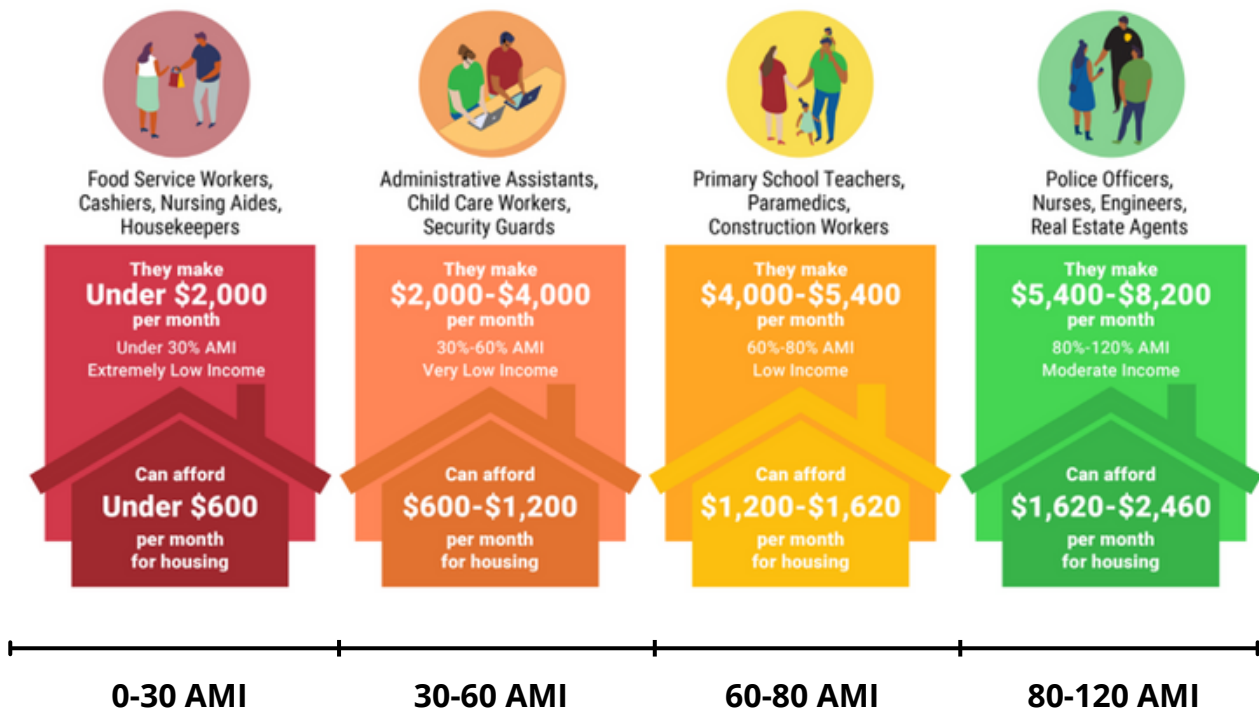 Food Service Workers,
Cashiers, Nursing Aides,
Housekeepers
They make
Under $2,000
per month
Under 30% AMI
Extremely Low Income
Can afford
Under $600
per month
for housing
Administrative Assistants,
Child Care Workers,
Security Guards
They make
$2,000-$4,000
per month
30%-60% AMI
Very Low Income
Can afford
$600-$1,200
per month
for housing
Primary School Teachers,
Paramedics,
Construction Workers
They make
$4,000-$5,400
per month
60%-80% AMI
Low Income
Can afford
$1,200-$1,620
per month
for housing
Police Officers,
Nurses, Engineers,
Real Estate Agents
They make
$5,400-$8,200
per month
80%-120% AMI
Moderate Income
Can afford
$1,620-$2,460
per month
for housing
0-30 AMI
30-60 AMI
60-80 AMI
80-120 AMI